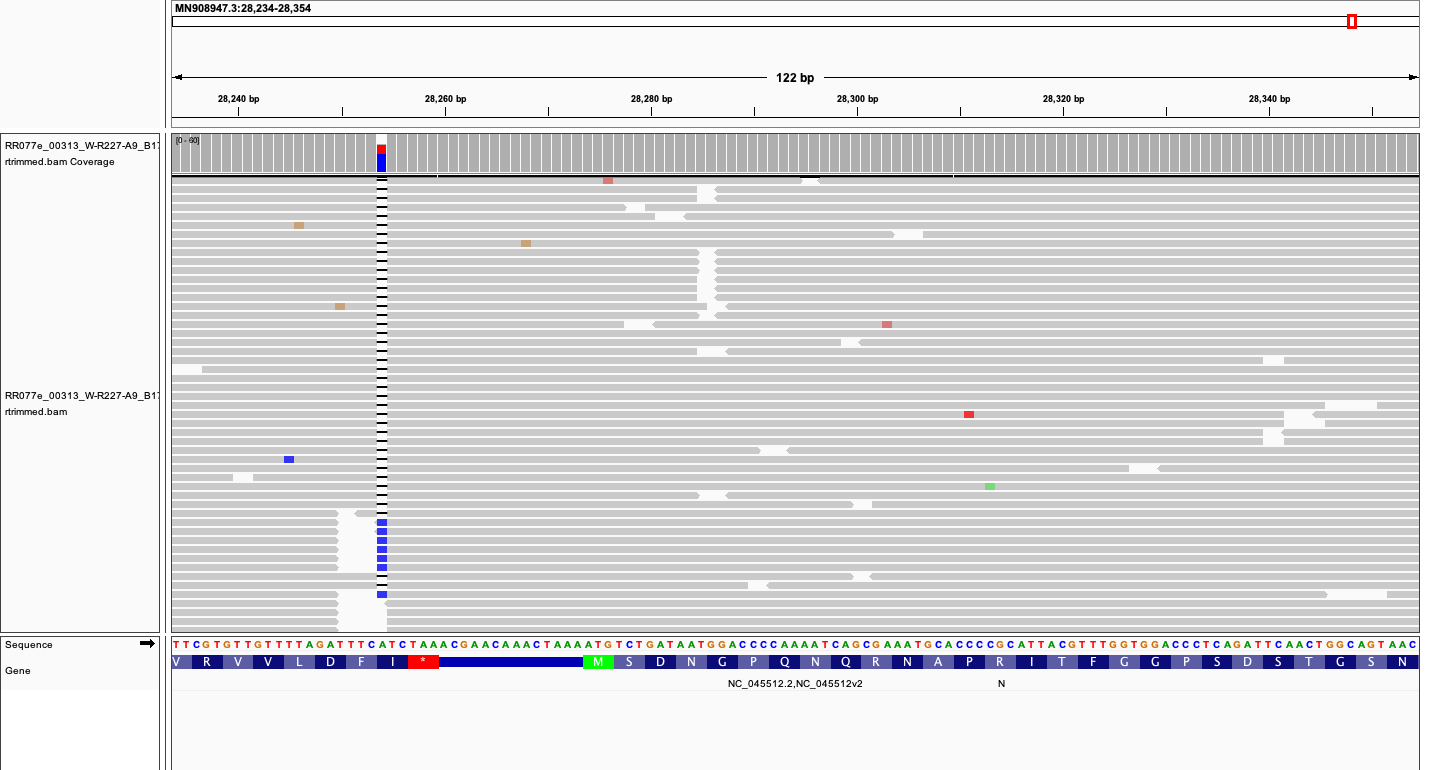 MN908947.3:28,234-28,354
122 bp
28,240 bp 28,260 bp 28,280 bp 28,300 bp 28,320 bp 28,340 bp
RR077e_00313_W-R227-A9_B17
rtrimmed.bam Coverage
[0 - 60]
RR077e_00313_W-R227-A9_B17
rtrimmed.bam
Sequence
TTCGTGTTGTTTTAGATTTCATCTAAACGAACAAACTAAAATGTCTGATAATGGACCCCAAAATCAGCGAAATGCACCCCGCATTACGTTTGGTGGACCCTCAGATTCAACTGGCAGTAAC
Gene
V R V V L D F I * M S D N G P Q N Q R N A P R I T F G G P S D S T G S N
NC_045512.2,NC_045512v2 N